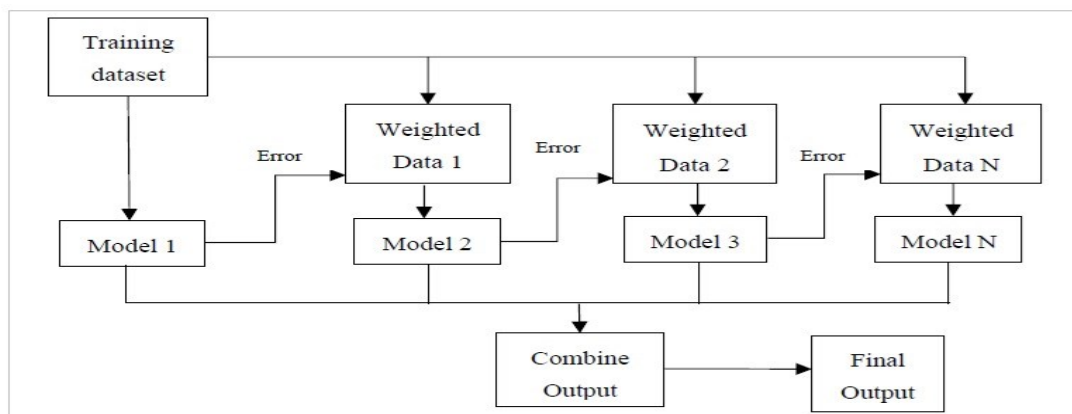 Training
dataset
Weighted
Data 1
Weighted
Data 2
Weighted
Data N
Error
Error
Error
Model 1
Model 2
Model 3
Model N
Combine
Output
Final
Output